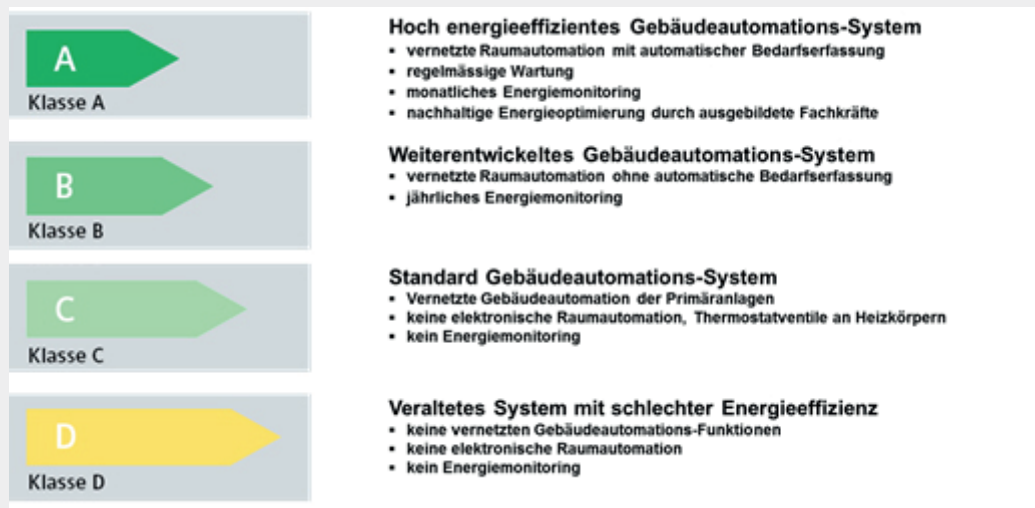 A
Klasse A
Hoch energieeffizientes Gebäudeautomations-System
▪ vernetzte Raumautomation mit automatischer Bedarfserfassung
▪ regelmässige Wartung
▪ monatliches Energiemonitoring
▪ nachhaltige Energieoptimierung durch ausgebildete Fachkräfte
B
Klasse B
Weiterentwickeltes Gebäudeautomations-System
▪ vernetzte Raumautomation ohne automatische Bedarfserfassung
▪ jährliches Energiemonitoring
C
Klasse C
Standard Gebäudeautomations-System
▪ Vernetzte Gebäudeautomation der Primäranlagen
▪ keine elektronische Raumautomation, Thermostatventile an Heizkörpern
▪ kein Energiemonitoring
D
Klasse D
Veraltetes System mit schlechter Energieeffizienz
▪ keine vernetzten Gebäudeautomations-Funktionen
▪ keine elektronische Raumautomation
▪ kein Energiemonitoring